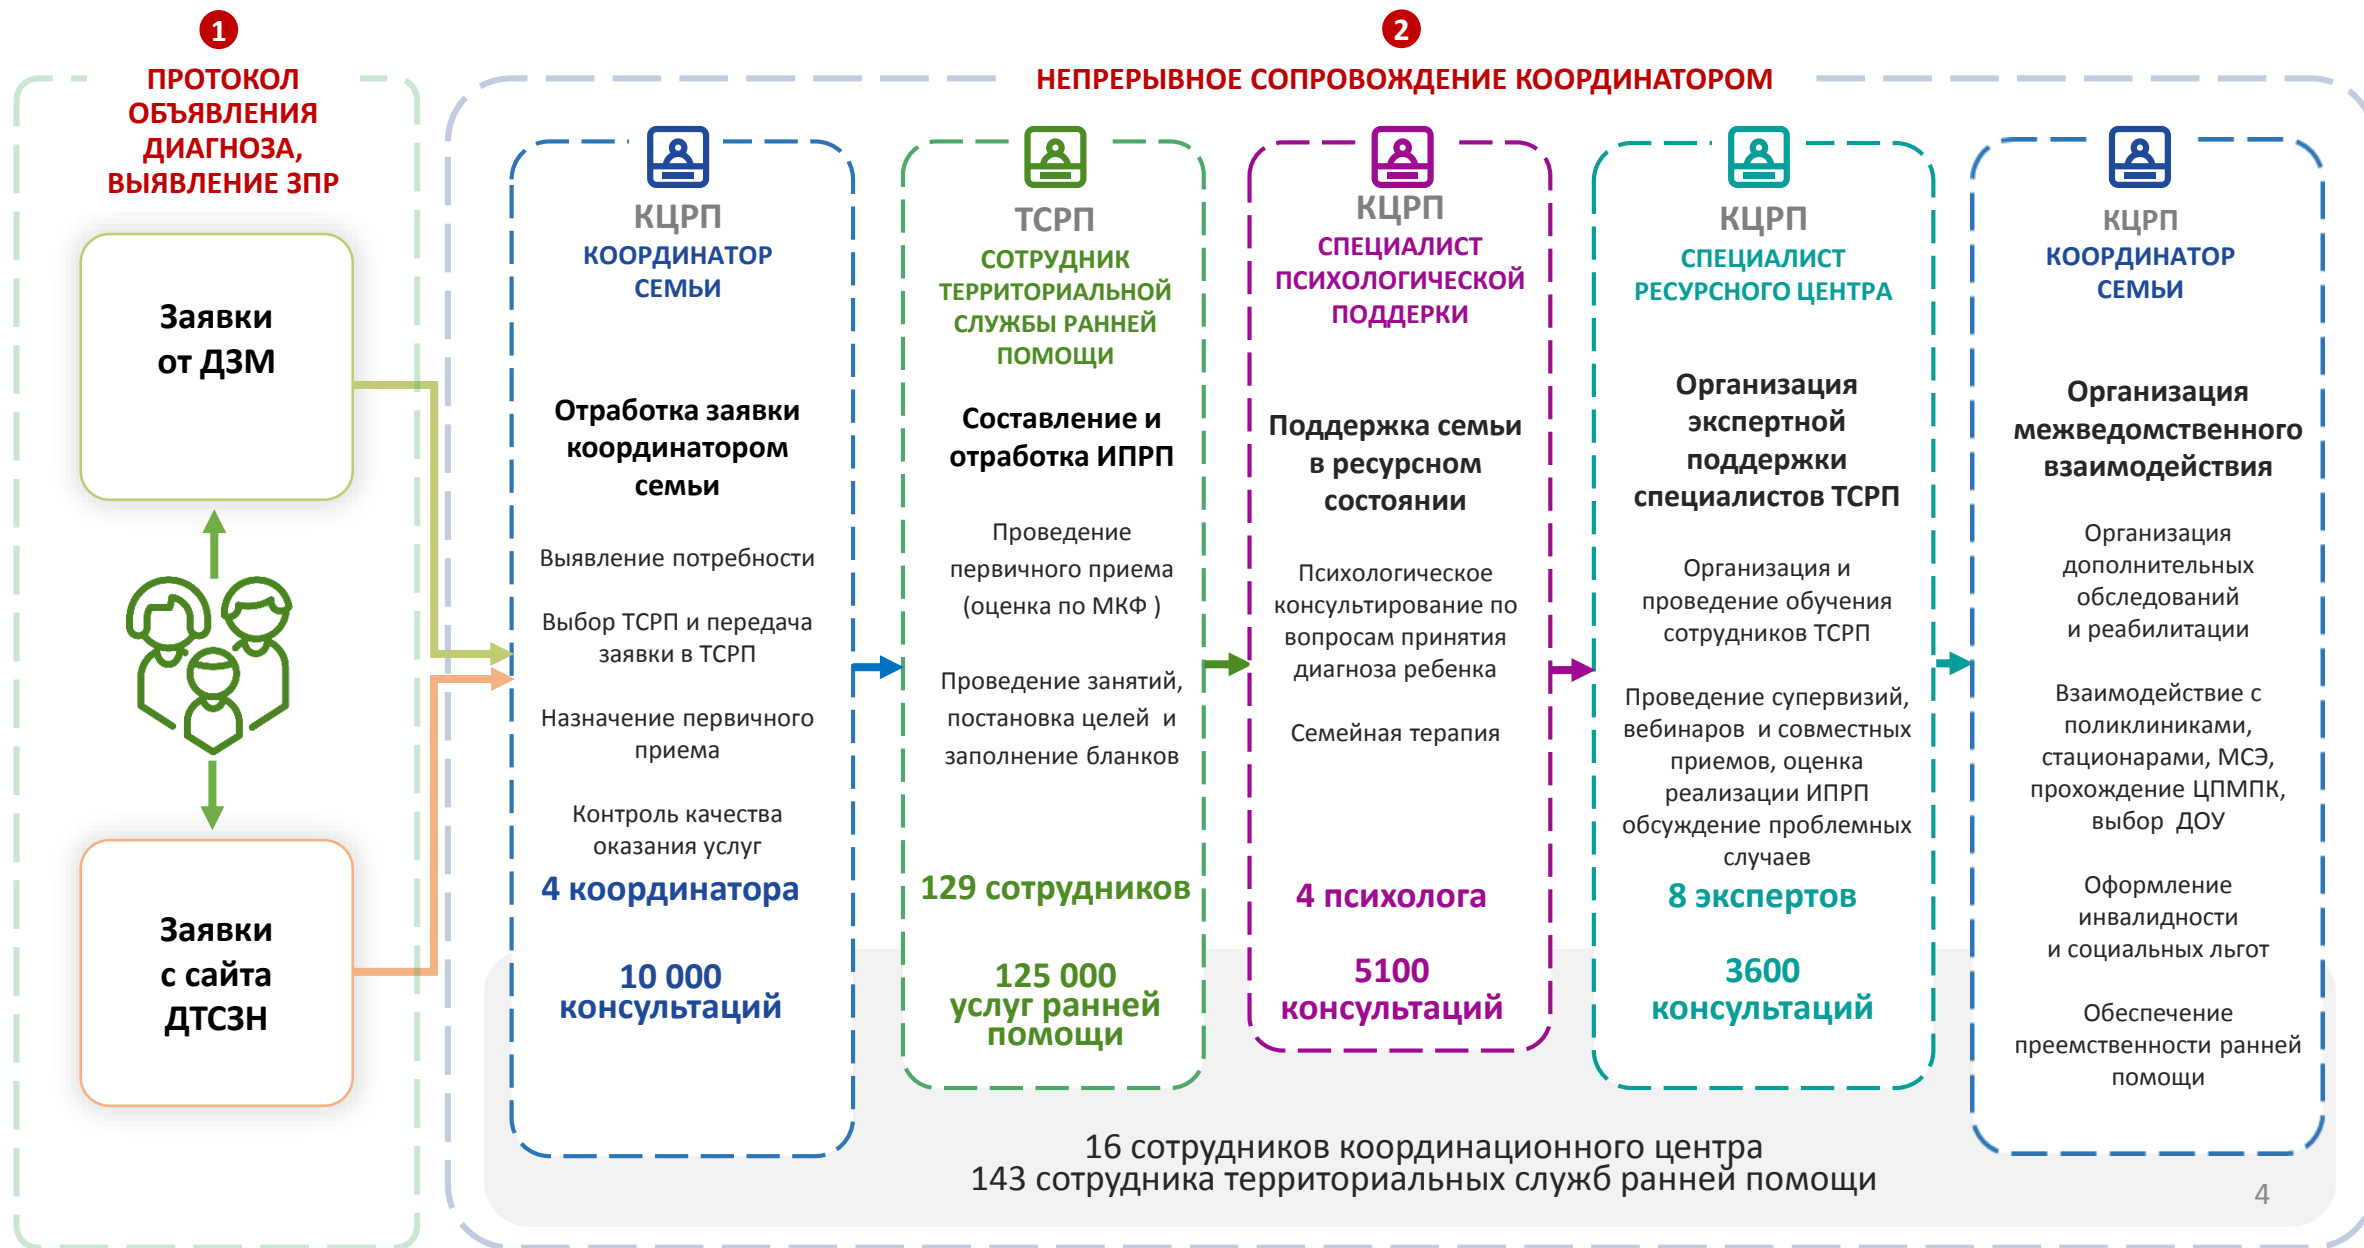 1
ПРОТОКОЛ
ОБЪЯВЛЕНИЯ
ДИАГНОЗА,
ВЫЯВЛЕНИЕ ЗПР
Заявки
от ДЗМ
Заявки
с сайта
ДТСЗН
2
НЕПРЕРЫВНОЕ СОПРОВОЖДЕНИЕ КООРДИНАТОРОМ
КЦРП
КООРДИНАТОР
СЕМЬИ
Отработка заявки
координатором
семьи
Выявление потребности
Выбор ТСРП и передача
заявки в ТСРП
Назначение первичного
приема
Контроль качества
оказания услуг
4 координатора
10 000
консультаций
ТСРП
СОТРУДНИК
ТЕРРИТОРИАЛЬНОЙ
СЛУЖБЫ РАННЕЙ
ПОМОЩИ
Составление и
отработка ИПРП
Проведение
первичного приема
(оценка по МКФ )
Проведение занятий,
постановка целей и
заполнение бланков
129 сотрудников
125 000
услуг ранней
помощи
КЦРП
СПЕЦИАЛИСТ
ПСИХОЛОГИЧЕСКОЙ
ПОДДЕРКИ
Поддержка семьи
в ресурсном
состоянии
Психологическое
консультирование по
вопросам принятия
диагноза ребенка
Семейная терапия
4 психолога
5100
консультаций
КЦРП
СПЕЦИАЛИСТ
РЕСУРСНОГО ЦЕНТРА
Организация
экспертной
поддержки
специалистов ТСРП
Организация и
проведение обучения
сотрудников ТСРП
Проведение супервизий,
вебинаров и совместных
приемов, оценка
реализации ИПРП
обсуждение проблемных
случаев
8 экспертов
3600
консультаций
КЦРП
КООРДИНАТОР
СЕМЬИ
Организация
межведомственного
взаимодействия
Организация
дополнительных
обследований
и реабилитации
Взаимодействие с
поликлиниками,
стационарами, МСЭ,
прохождение ЦПМПК,
выбор ДОУ
Оформление
инвалидности
и социальных льгот
Обеспечение
преемственности ранней
помощи
16 сотрудников координационного центра
143 сотрудника территориальных служб ранней помощи
4